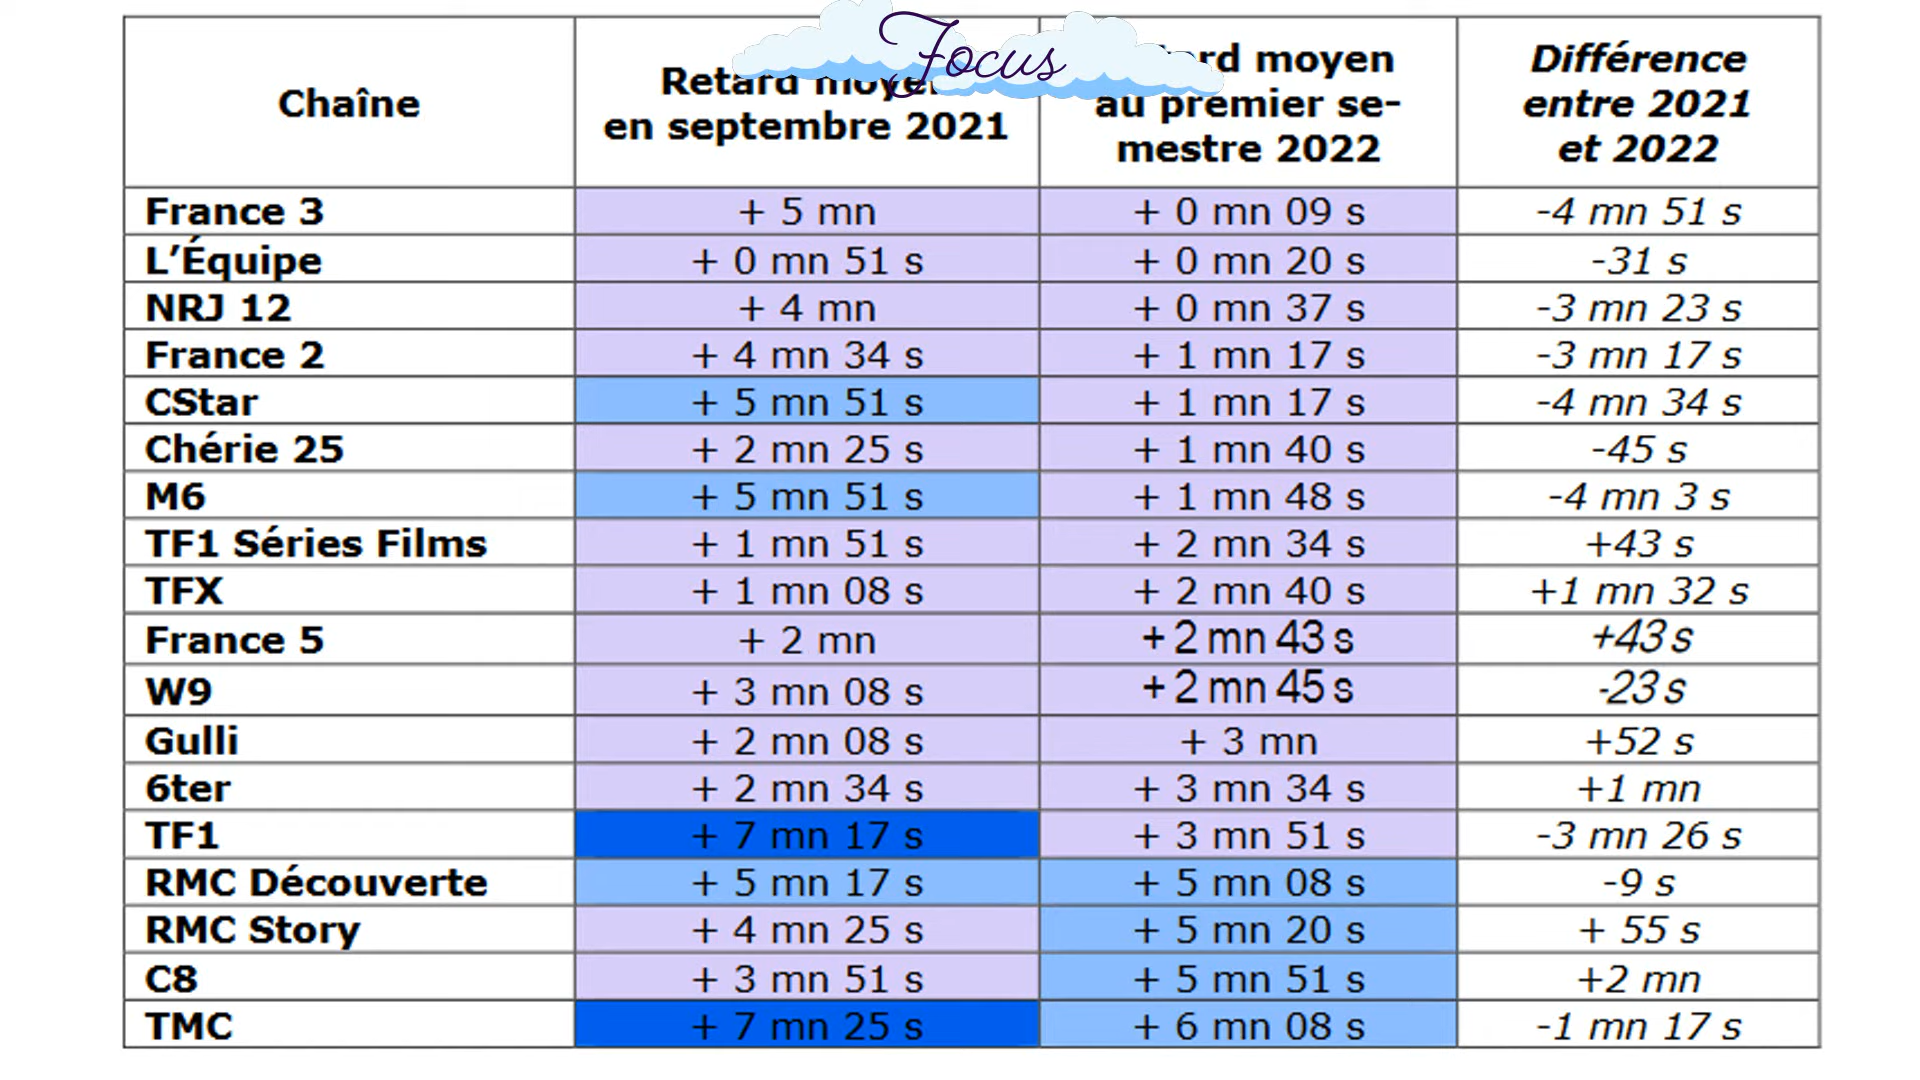 Focus
Chaîne
Retard
en septembre 2021
moyen
au premier se-
mestre 2022
Différence
entre 2021
et 2022
France 3 + 5 mn + 0 mn 09 s -4 mn 51 s
L’Équipe + 0 mn 51 s + 0 mn 20 s -31 s
NRJ 12 + 4 mn + 0 mn 37 s -3 mn 23 s
France 2 + 4 mn 34 s + 1 mn 17 s -3 mn 17 s
CStar + 5 mn 51 s + 1 mn 17 s -4 mn 34 s
Chérie 25 + 2 mn 25 s + 1 mn 40 s -45 s
M6 + 5 mn 51 s + 1 mn 48 s -4 mn 3 s
TF1 Séries Films + 1 mn 51 s + 2 mn 34 s +43 s
TFX + 1 mn 08 s + 2 mn 40 s +1 mn 32 s
France 5 + 2 mn + 2 mn 43 s +43 s
W9 + 3 mn 08 s + 2 mn 45 s -23 s
Gulli + 2 mn 08 s + 3 mn +52 s
6ter + 2 mn 34 s + 3 mn 34 s +1 mn
TF1 + 7 mn 17 s + 3 mn 51 s -3 mn 26 s
RMC Découverte + 5 mn 17 s + 5 mn 08 s -9 s
RMC Story + 4 mn 25 s + 5 mn 20 s + 55 s
C8 + 3 mn 51 s + 5 mn 51 s +2 mn
TMC + 7 mn 25 s + 6 mn 08 s -1 mn 17 s